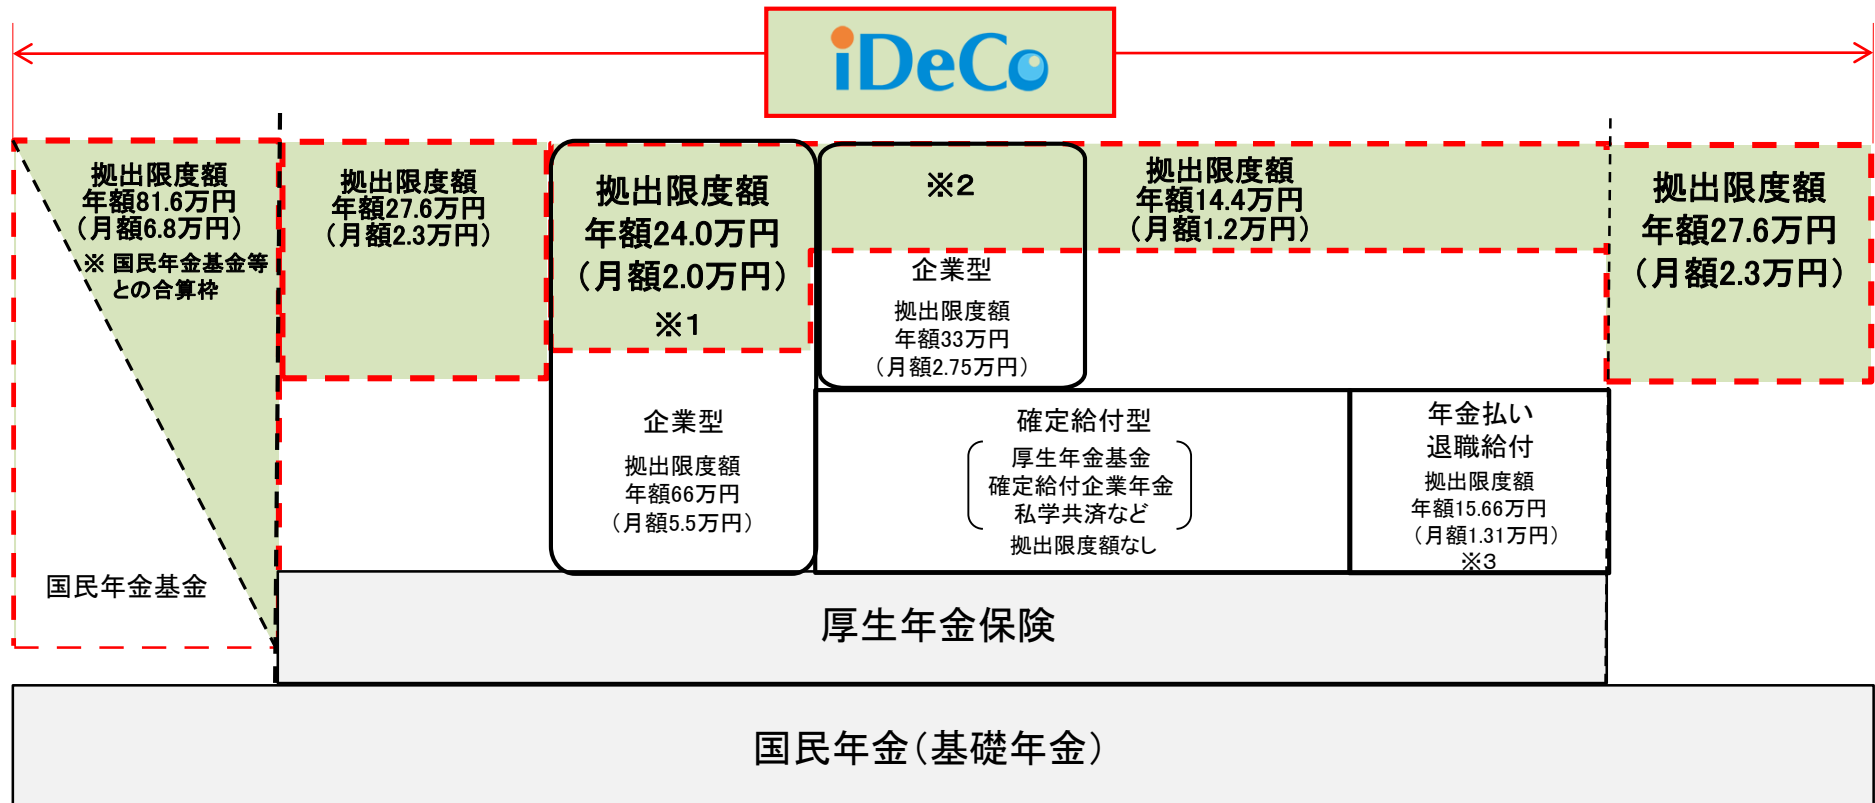 iDeCo
拠出限度額
年額81.6万円
（月額6.8万円）
※ 国民年金基金等
との合算枠
国民年金基金
拠出限度額
年額27.6万円
（月額2.3万円）
拠出限度額
年額24.0万円
（月額2.0万円）
※1
企業型
拠出限度額
年額66万円
（月額5.5万円）
※2
企業型
拠出限度額
年額33万円
（月額2.75万円）
拠出限度額
年額14.4万円
（月額1.2万円）
確定給付型
厚生年金基金
確定給付企業年金
私学共済など
拠出限度額なし
年金払い
退職給付
拠出限度額
年額15.66万円
（月額1.31万円）
※3
拠出限度額
年額27.6万円
（月額2.3万円）
厚生年金保険
国民年金（基礎年金）